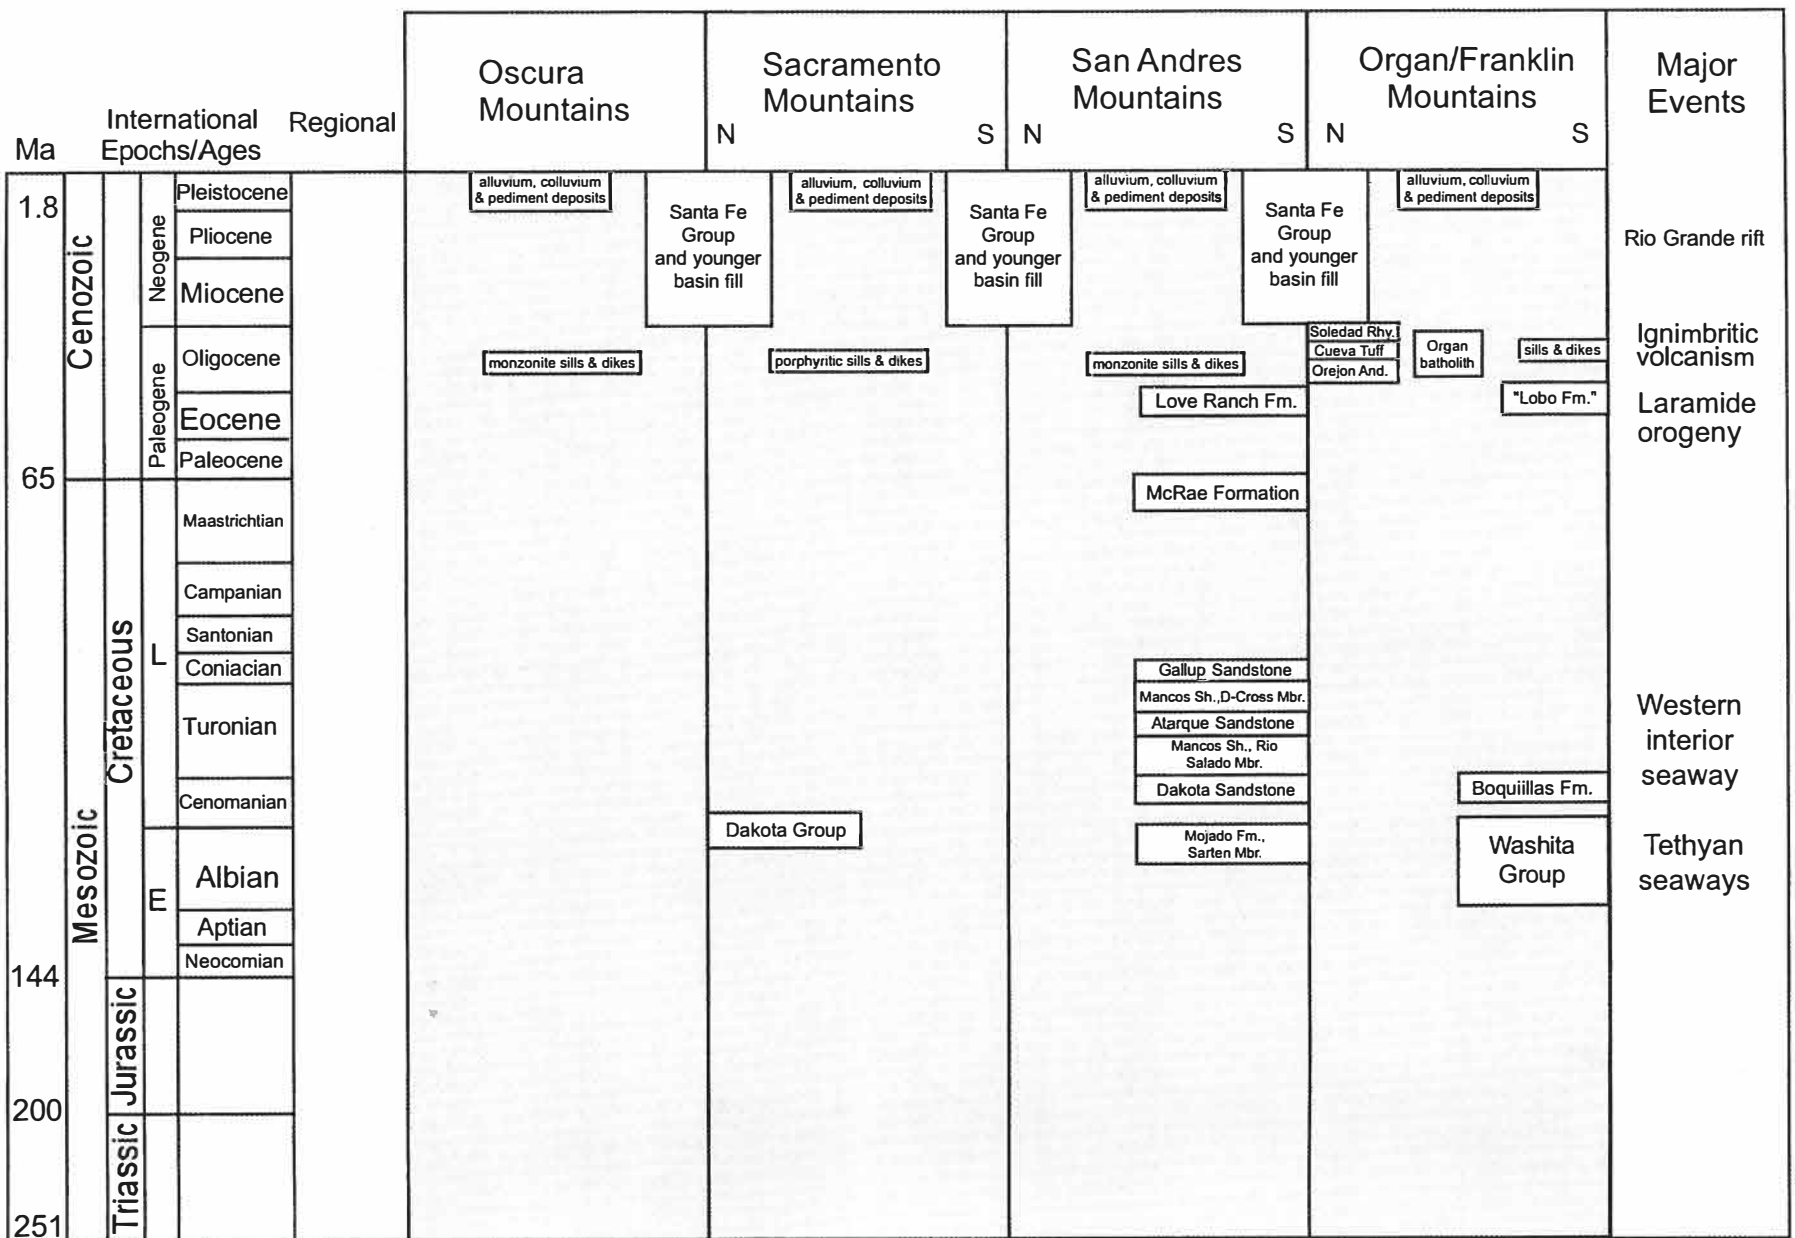 Oscura
Mountains
Sacramento
Mountains
N
S
San Andres
Mountains
N
S
Organ/Franklin
Mountains
N
S
Major
Events
Ma
International
Epochs/Ages
Regional
1.8
65
144
200
251
Cenozoic
Mesozoic
Neogene
Paleogene
Cretaceous
Jurassic
Triassic
L
E
Pleistocene
Pliocene
Miocene
Oligocene
Eocene
Paleocene
Maastrichtian
Campanian
Santonian
Coniacian
Turonian
Cenomanian
Albian
Aptian
Neocomian
alluvium, colluvium
& pediment deposits
Santa Fe
Group
and younger
basin fill
monzonite sills & dikes
alluvium, colluvium
& pediment deposits
Santa Fe
Group
and younger
basin fill
porphyritic sills & dikes
Dakota Group
alluvium, colluvium
& pediment deposits
Santa Fe
Group
and younger
basin fill
monzonite sills & dikes
Love Ranch Fm.
McRae Formation
Gallup Sandstone
Mancos Sh.,D-Cross Mbr.
Atarque Sandstone
Mancos Sh., Rio
Salado Mbr.
Dakota Sandstone
Mojado Fm.,
Sarten Mbr.
alluvium, colluvium
& pediment deposits
Soledad Rhy.
Cueva Tuff
Orejon And.
Organ
batholith
sills & dikes
"Lobo Fm."
Boquiillas Fm.
Washita
Group
Rio Grande rift
Ignimbritic
volcanism
Laramide
orogeny
Western
interior
seaway
Tethyan
seaways